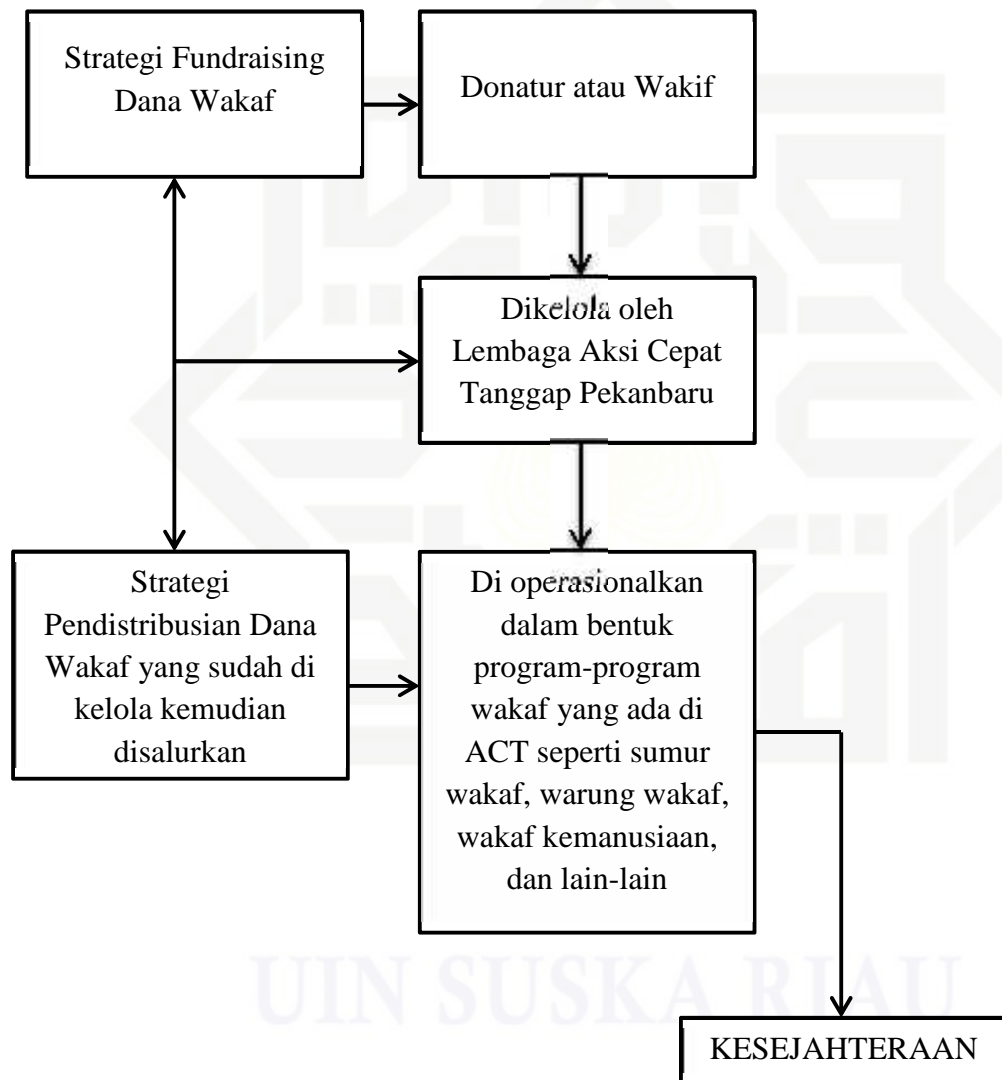 Strategi Fundraising
Dana Wakaf
Donatur atau Wakif
Dikelola oleh
Lembaga Aksi Cepat
Tanggap Pekanbaru
Strategi
Pendistribusian Dana
Wakaf yang sudah di
kelola kemudian
disalurkan
Di operasionalkan
dalam bentuk
program-program
wakaf yang ada di
ACT seperti sumur
wakaf, warung wakaf,
wakaf kemanusiaan,
dan lain-lain
UIN SUSKA RIAU
KESEJAHTERAAN